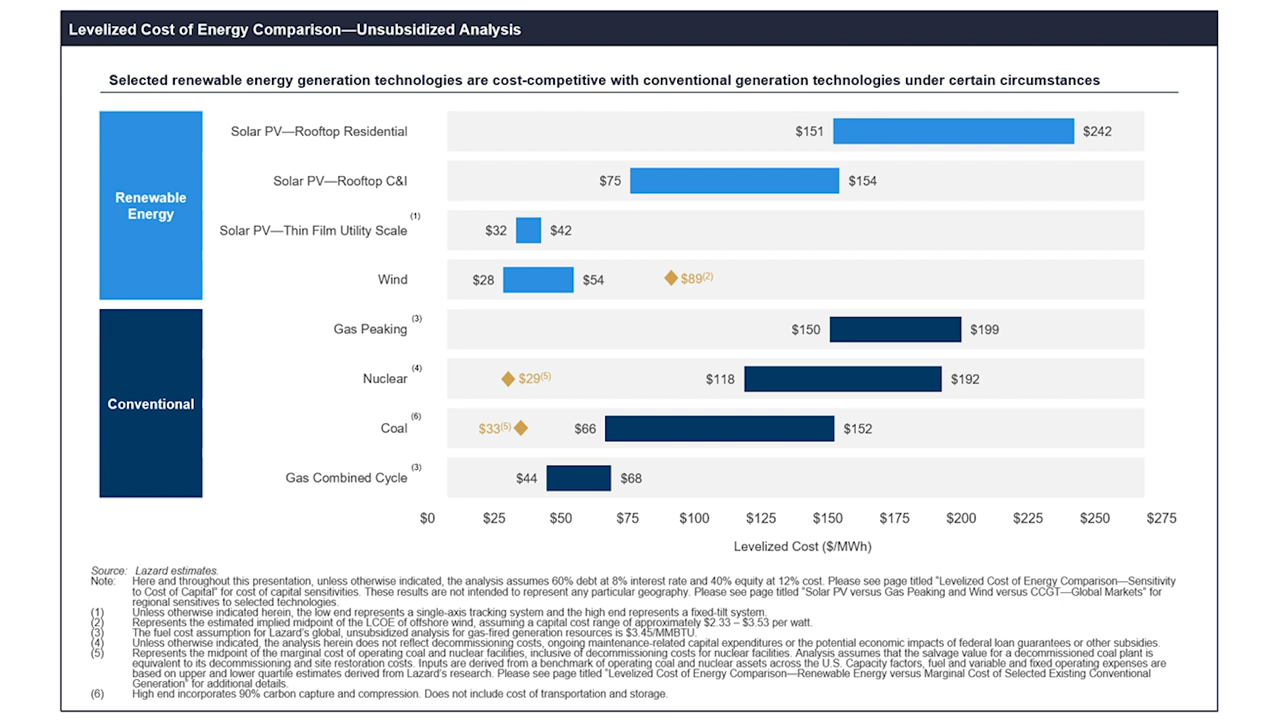 Levelized Cost of Energy Comparison—Unsubsidized Analysis
Selected renewable energy generation technologies are cost-competitive with conventional generation technologies under certain circumstances
Renewable
Energy
Solar PV—Rooftop Residential $151 $242
Solar PV—Rooftop C&I $75 $154
Solar PV—Thin Film Utility Scale (1) $32 $42
Wind $28 $54 $89(2)
Conventional
Gas Peaking (3) $150 $199
Nuclear (4) $29(5) $118 $192
Coal (6) $33(5) $66 $152
Gas Combined Cycle (3) $44 $68
$0 $25 $50 $75 $100 $125 $150 $175 $200 $225 $250 $275
Levelized Cost ($/MWh)
Source: Lazard estimates.
Note: Here and throughout this presentation, unless otherwise indicated, the analysis assumes 60% debt at 8% interest rate and 40% equity at 12% cost. Please see page titled "Levelized Cost of Energy Comparison—Sensitivity
to Cost of Capital" for cost of capital sensitivities. These results are not intended to represent any particular geography. Please see page titled "Solar PV versus Gas Peaking and Wind versus CCGT—Global Markets" for
regional sensitives to selected technologies.
(1) Unless otherwise indicated herein, the low end represents a single-axis tracking system and the high end represents a fixed-tilt system.
(2) Represents the estimated implied midpoint of the LCOE of offshore wind, assuming a capital cost range of approximately $2.33 – $3.53 per watt.
(3) The fuel cost assumption for Lazard's global, unsubsidized analysis for gas-fired generation resources is $3.45/MMBTU.
(4) Unless otherwise indicated, the analysis herein does not reflect decommissioning costs, ongoing maintenance-related capital expenditures or the potential economic impacts of federal loan guarantees or other subsidies.
(5) Represents the midpoint of the marginal cost of operating coal and nuclear facilities, inclusive of decommissioning costs for nuclear facilities. Analysis assumes that the salvage value for a decommissioned coal plant is
equivalent to its decommissioning and site restoration costs. Inputs are derived from a benchmark of operating coal and nuclear assets across the U.S. Capacity factors, fuel and variable and fixed operating expenses are
based on upper and lower quartile estimates derived from Lazard's research. Please see page titled "Levelized Cost of Energy Comparison—Renewable Energy versus Marginal Cost of Selected Existing Conventional
Generation" for additional details.
(6) High end incorporates 90% carbon capture and compression. Does not include cost of transportation and storage.